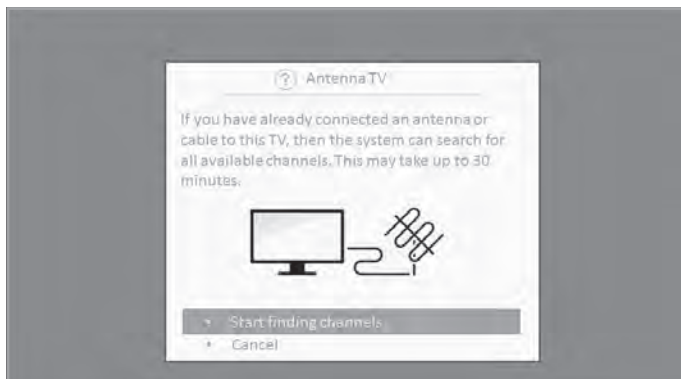 ? Antenna TV
If you have already connected an antenna or
cable to this TV, then the system can search for
all available channels. This may take up to 30
minutes.
• Start finding channels
• Cancel